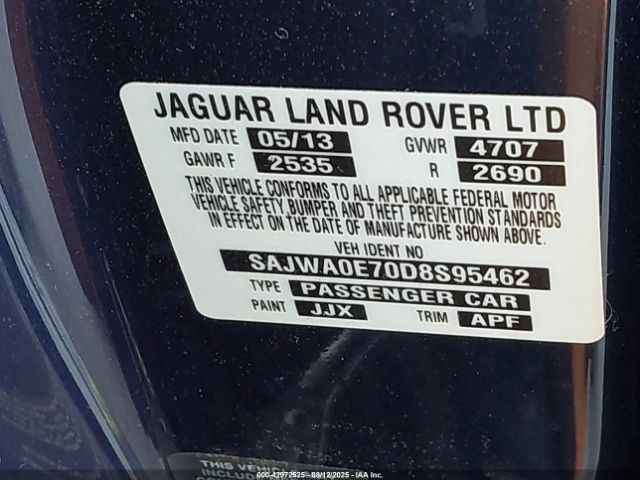 JAGUAR LAND ROVER LTD
MFD DATE 05/13 GVWR 4707
GAWR F 2535 R 2690
THIS VEHICLE CONFORMS TO ALL APPLICABLE FEDERAL MOTOR
VEHICLE SAFETY, BUMPER AND THEFT PREVENTION STANDARDS
IN EFFECT ON THE DATE OF MANUFACTURE SHOWN ABOVE.
VEH IDENT NO
SAJWA0E70D8S95462
TYPE PASSENGER CAR
PAINT JJX TRIM APF
THIS VEHI
INCLUDI
000-42972525 - 08/12/2025 - IAA Inc.